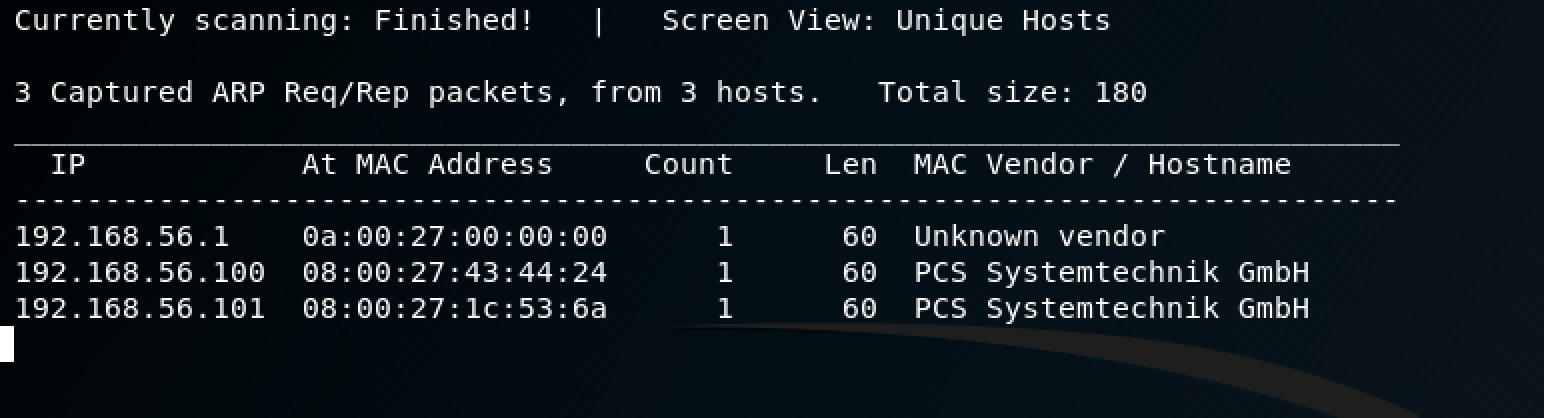 Currently scanning: Finished!   |   Screen View: Unique Hosts
3 Captured ARP Req/Rep packets, from 3 hosts.   Total size: 180
_____________________________________________________________________________
  IP            At MAC Address     Count     Len  MAC Vendor / Hostname
-----------------------------------------------------------------------------
192.168.56.1    0a:00:27:00:00:00      1      60  Unknown vendor
192.168.56.100  08:00:27:43:44:24      1      60  PCS Systemtechnik GmbH
192.168.56.101  08:00:27:1c:53:6a      1      60  PCS Systemtechnik GmbH